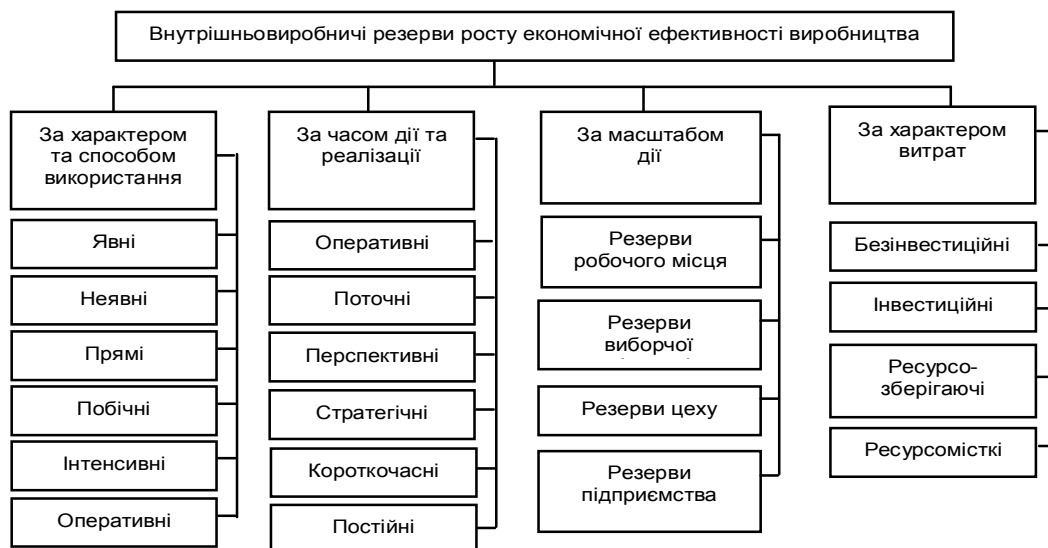 Внутрішньовиробничі резерви росту економічної ефективності виробництва
За характером
та способом
використання
Явні
Неявні
Прямі
Побічні
Інтенсивні
Оперативні
За часом дії та
реалізації
Оперативні
Поточні
Перспективні
Стратегічні
Короткочасні
Постійні
За масштабом
дії
Резерви
робочого місця
Резерви
виборчої
Резерви цеху
Резерви
підприємства
За характером
витрат
Безінвестиційні
Інвестиційні
Ресурсо-
зберігаючі
Ресурсомісткі